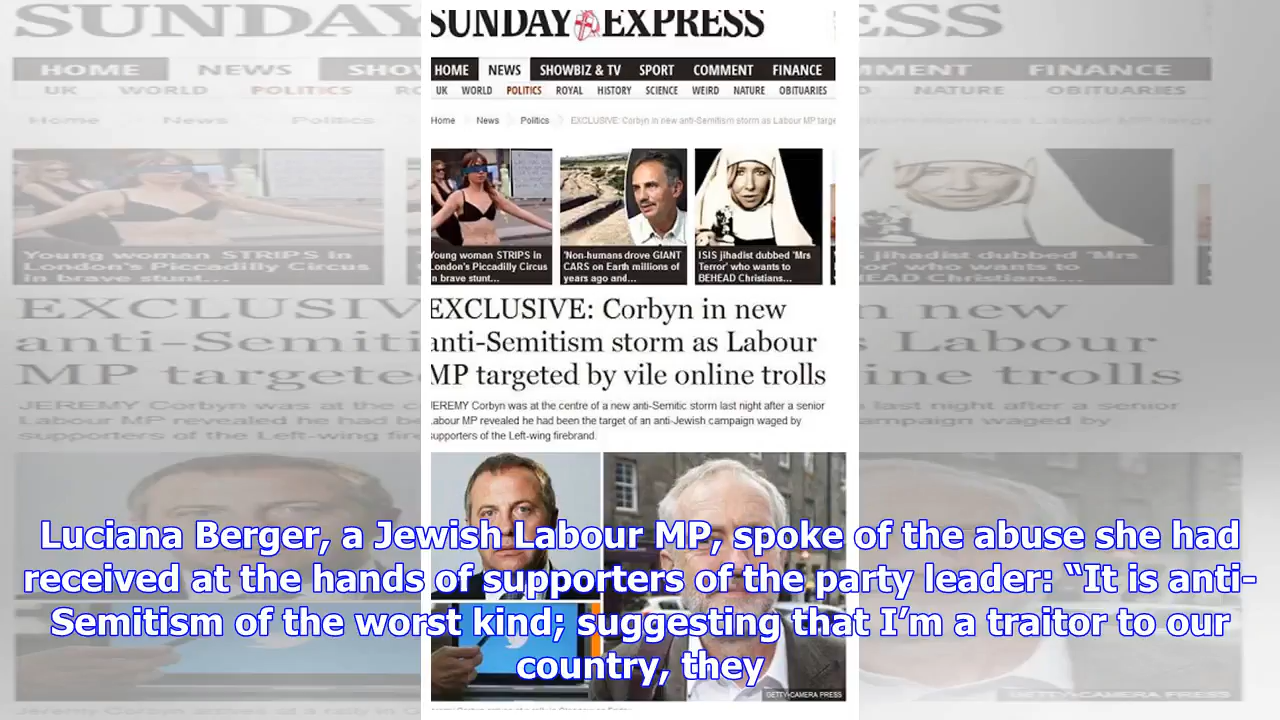 SUNDAY EXPRESS
HOME NEWS SHOWBIZ & TV SPORT COMMENT FINANCE
UK WORLD POLITICS ROYAL HISTORY SCIENCE WEIRD NATURE OBITUARIES
Home News Politics EXCLUSIVE: Corbyn in new anti-Semitism storm as Labour MP targe
Young woman STRIPS in
London's Piccadilly Circus
in brave stunt...
'Non-humans drove GIANT
CARS on Earth millions of
years ago and...
ISIS jihadist dubbed 'Mrs
Terror' who wants to
BEHEAD Christians...
EXCLUSIVE: Corbyn in new
anti-Semitism storm as Labour
MP targeted by vile online trolls
JEREMY Corbyn was at the centre of a new anti-Semitic storm last night after a senior
Labour MP revealed he had been the target of an anti-Jewish campaign waged by
supporters of the Left-wing firebrand.
Luciana Berger, a Jewish Labour MP, spoke of the abuse she had
received at the hands of supporters of the party leader: “It is anti-
Semitism of the worst kind; suggesting that I’m a traitor to our
country, they
GETTY•CAMERA PRESS